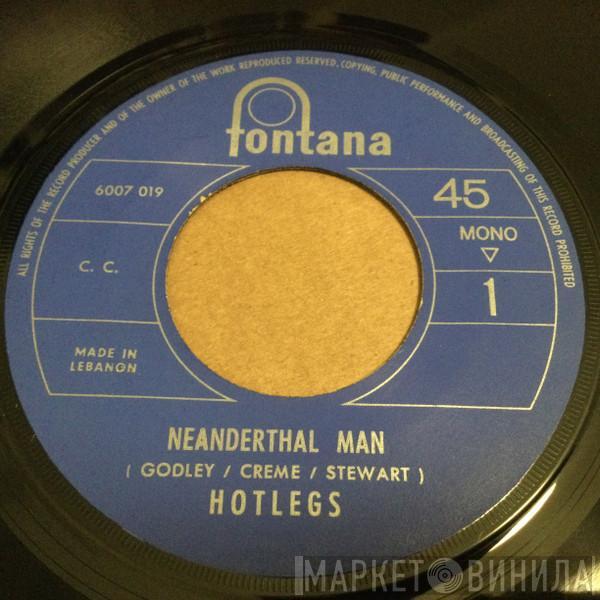 ALL RIGHTS OF THE RECORD PRODUCER AND OF THE OWNER OF THE WORK REPRODUCED RESERVED. COPYING, PUBLIC PERFORMANCE AND BROADCASTING OF THIS RECORD PROHIBITED
fontana
6007 019
45
MONO
C. C.
1
MADE IN
LEBANON
NEANDERTHAL MAN
( GODLEY / CREME / STEWART )
HOTLEGS
МАРКЕТ ВИНИЛА